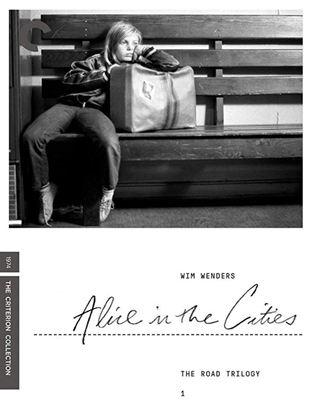 WIM WENDERS
Alice in the Cities
THE ROAD TRILOGY
1
1974
THE CRITERION COLLECTION